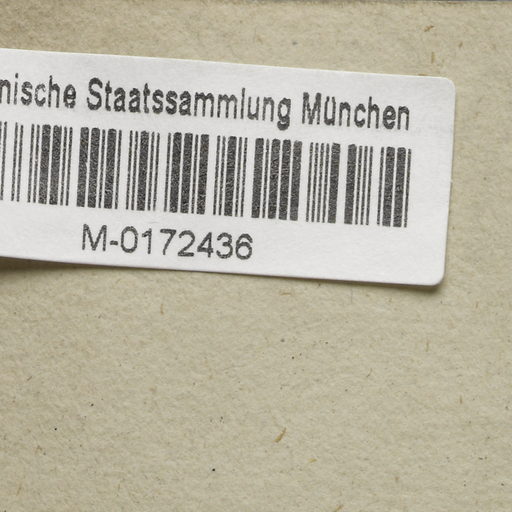 nische Staatssammlung München
M-0172436